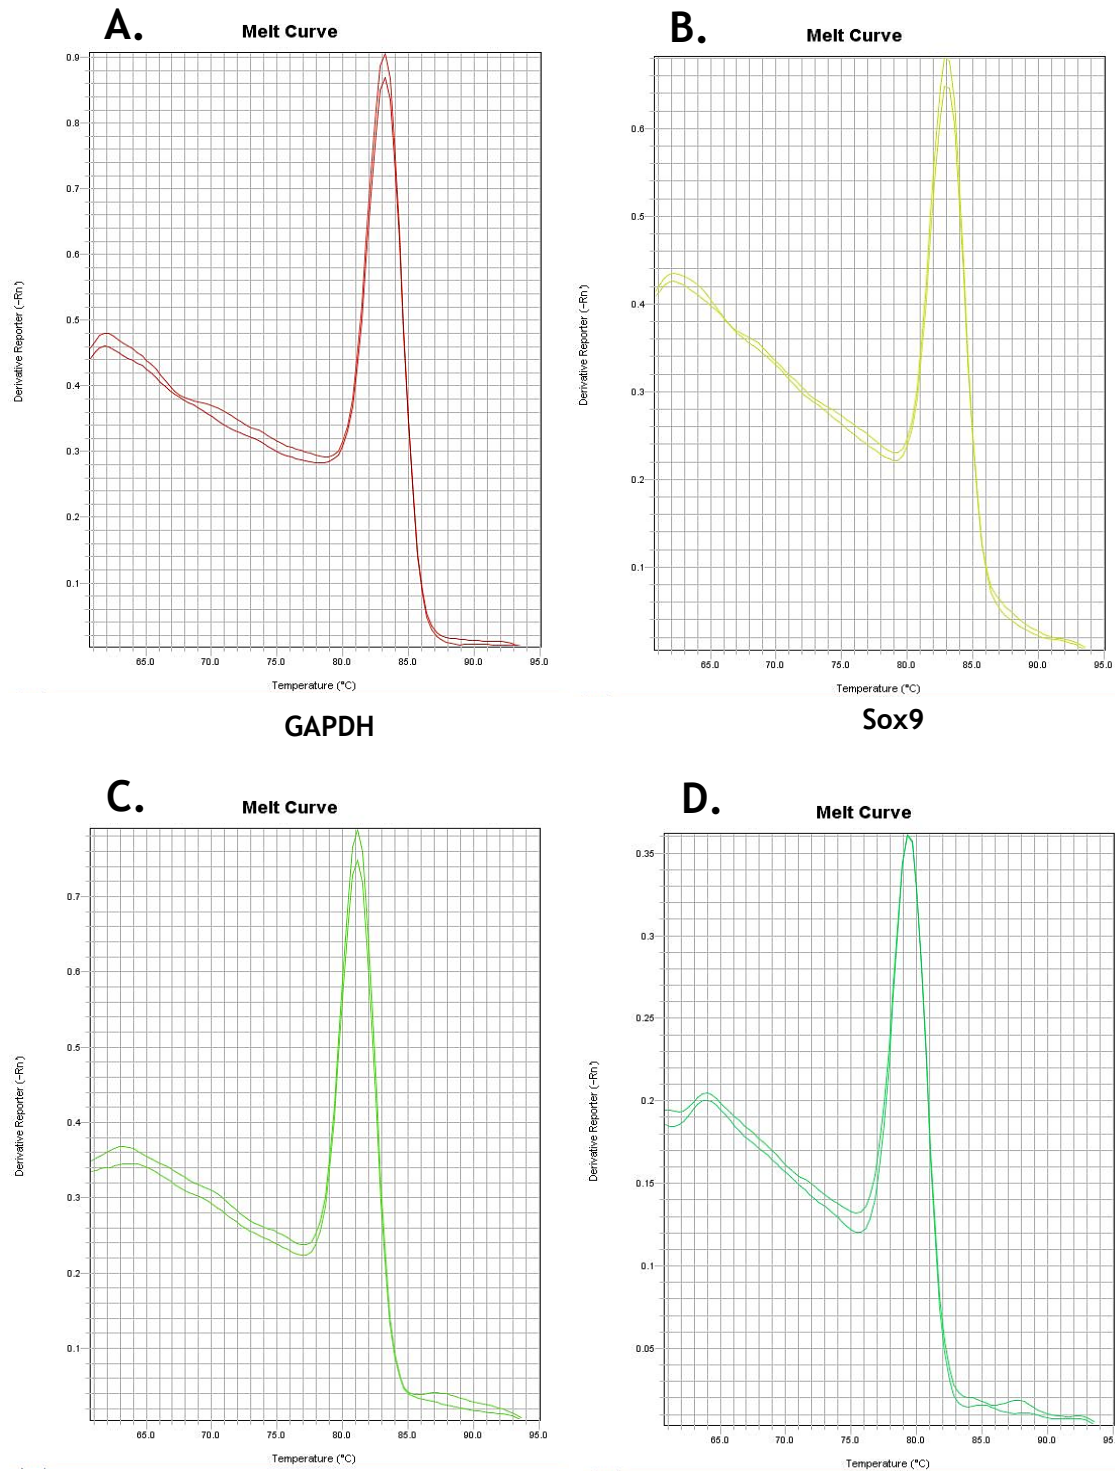 A.
Melt Curve
0.9
0.8
0.7
0.6
0.5
0.4
0.3
0.2
0.1
Derivative Reporter (-Rn')
65.0 70.0 75.0 80.0 85.0 90.0 95.0
Temperature (°C)
GAPDH
B.
Melt Curve
0.6
0.5
0.4
0.3
0.2
0.1
Derivative Reporter (-Rn')
65.0 70.0 75.0 80.0 85.0 90.0 95.0
Temperature (°C)
Sox9
C.
Melt Curve
0.7
0.6
0.5
0.4
0.3
0.2
0.1
Derivative Reporter (-Rn')
65.0 70.0 75.0 80.0 85.0 90.0 95.0
Temperature (°C)
D.
Melt Curve
0.35
0.3
0.25
0.2
0.15
0.1
0.05
Derivative Reporter (-Rn')
65.0 70.0 75.0 80.0 85.0 90.0 95
Temperature (°C)